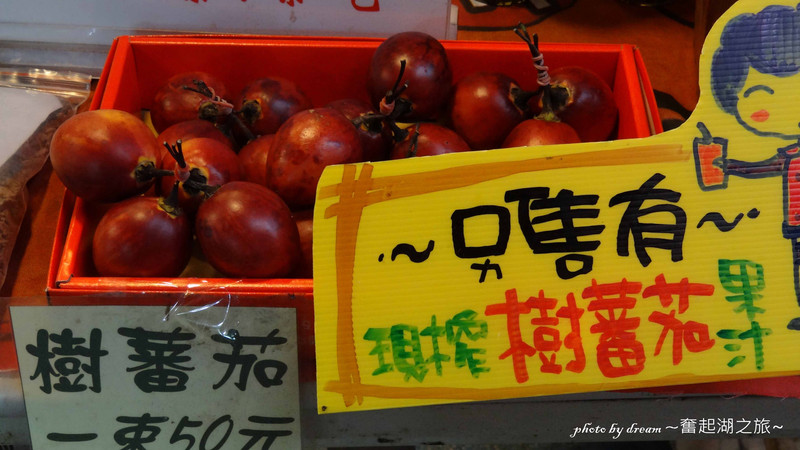 ~只售有~
現榨樹蕃茄果汁
樹蕃茄
一束50元
photo by dream ~奮起湖之旅~